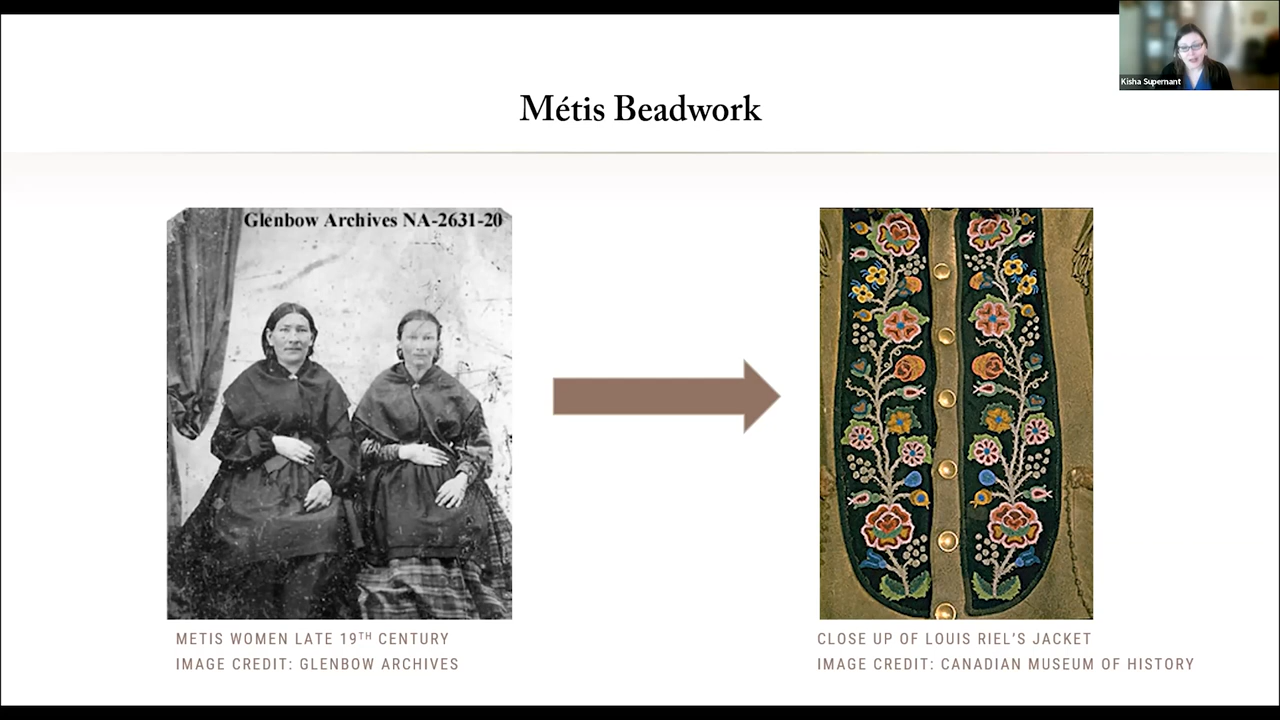 Kisha Supernant
Métis Beadwork
Glenbow Archives NA-2631-20
METIS WOMEN LATE 19TH CENTURY
IMAGE CREDIT: GLENBOW ARCHIVES
CLOSE UP OF LOUIS RIEL’S JACKET
IMAGE CREDIT: CANADIAN MUSEUM OF HISTORY